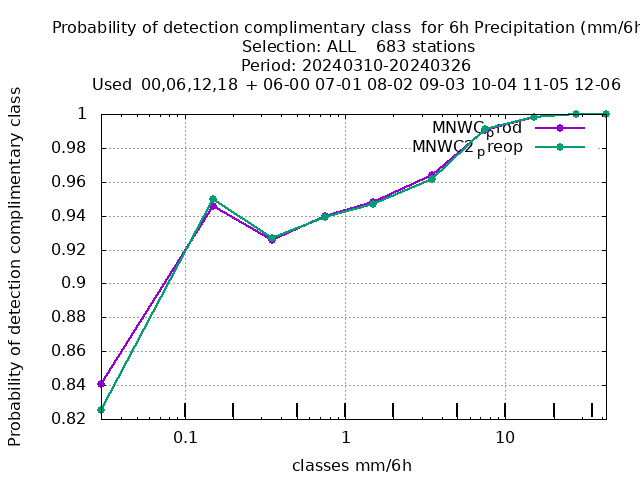 Probability of detection complimentary class for 6h Precipitation (mm/6h
Selection: ALL 683 stations
Period: 20240310-20240326
Used 00,06,12,18 + 06-00 07-01 08-02 09-03 10-04 11-05 12-06
Probability of detection complimentary class
1
0.98
0.96
0.94
0.92
0.9
0.88
0.86
0.84
0.82
MNWC_prod
MNWC2_preop
0.1
1
10
classes mm/6h